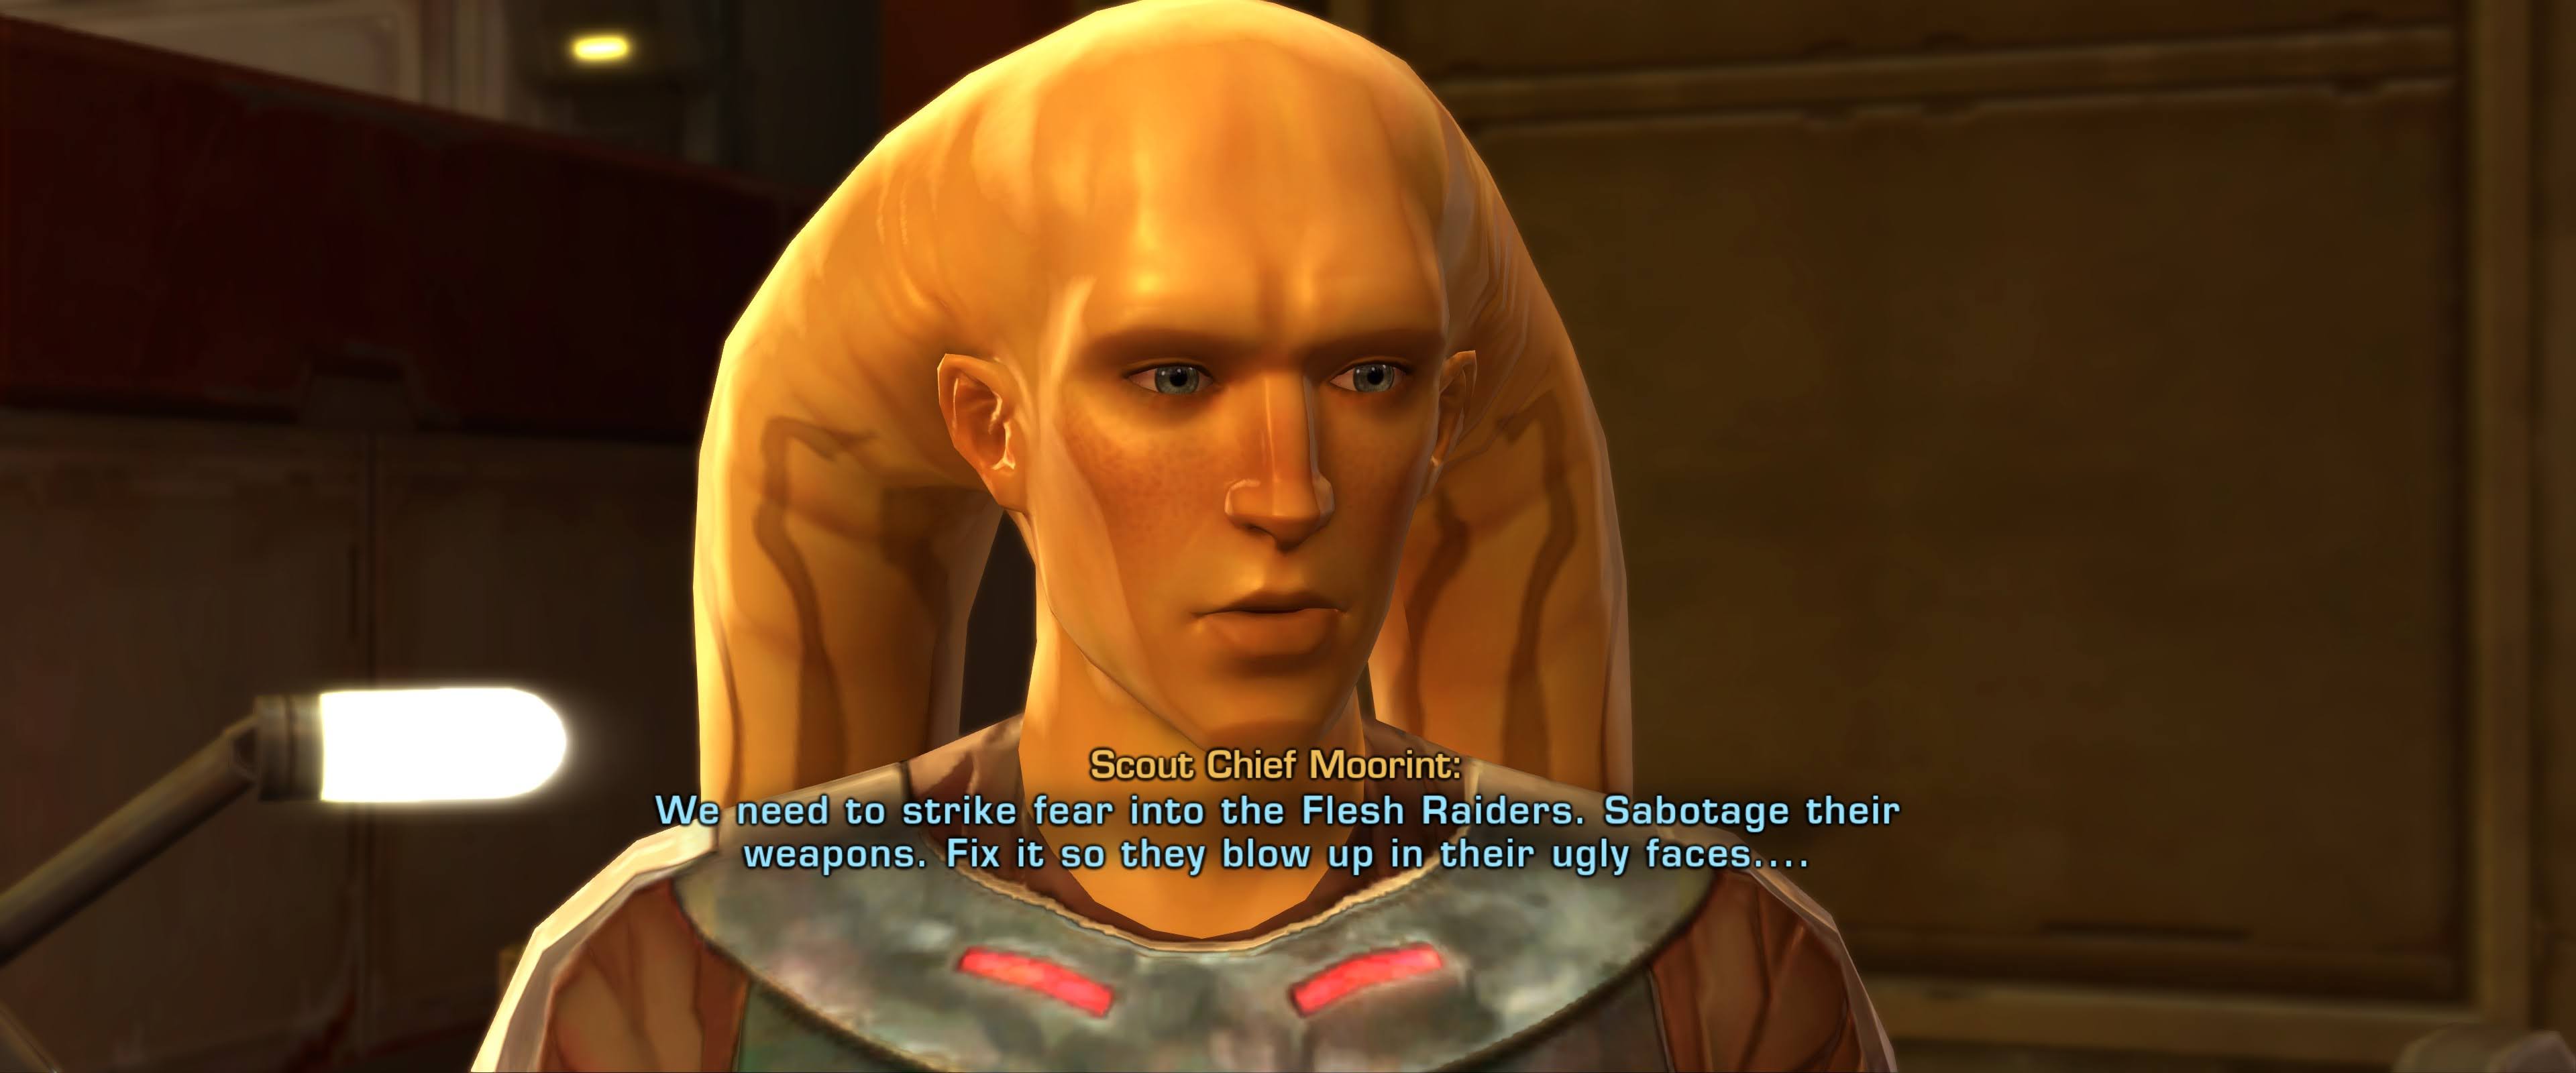 Scout Chief Moorint:
We need to strike fear into the Flesh Raiders. Sabotage their
weapons. Fix it so they blow up in their ugly faces....